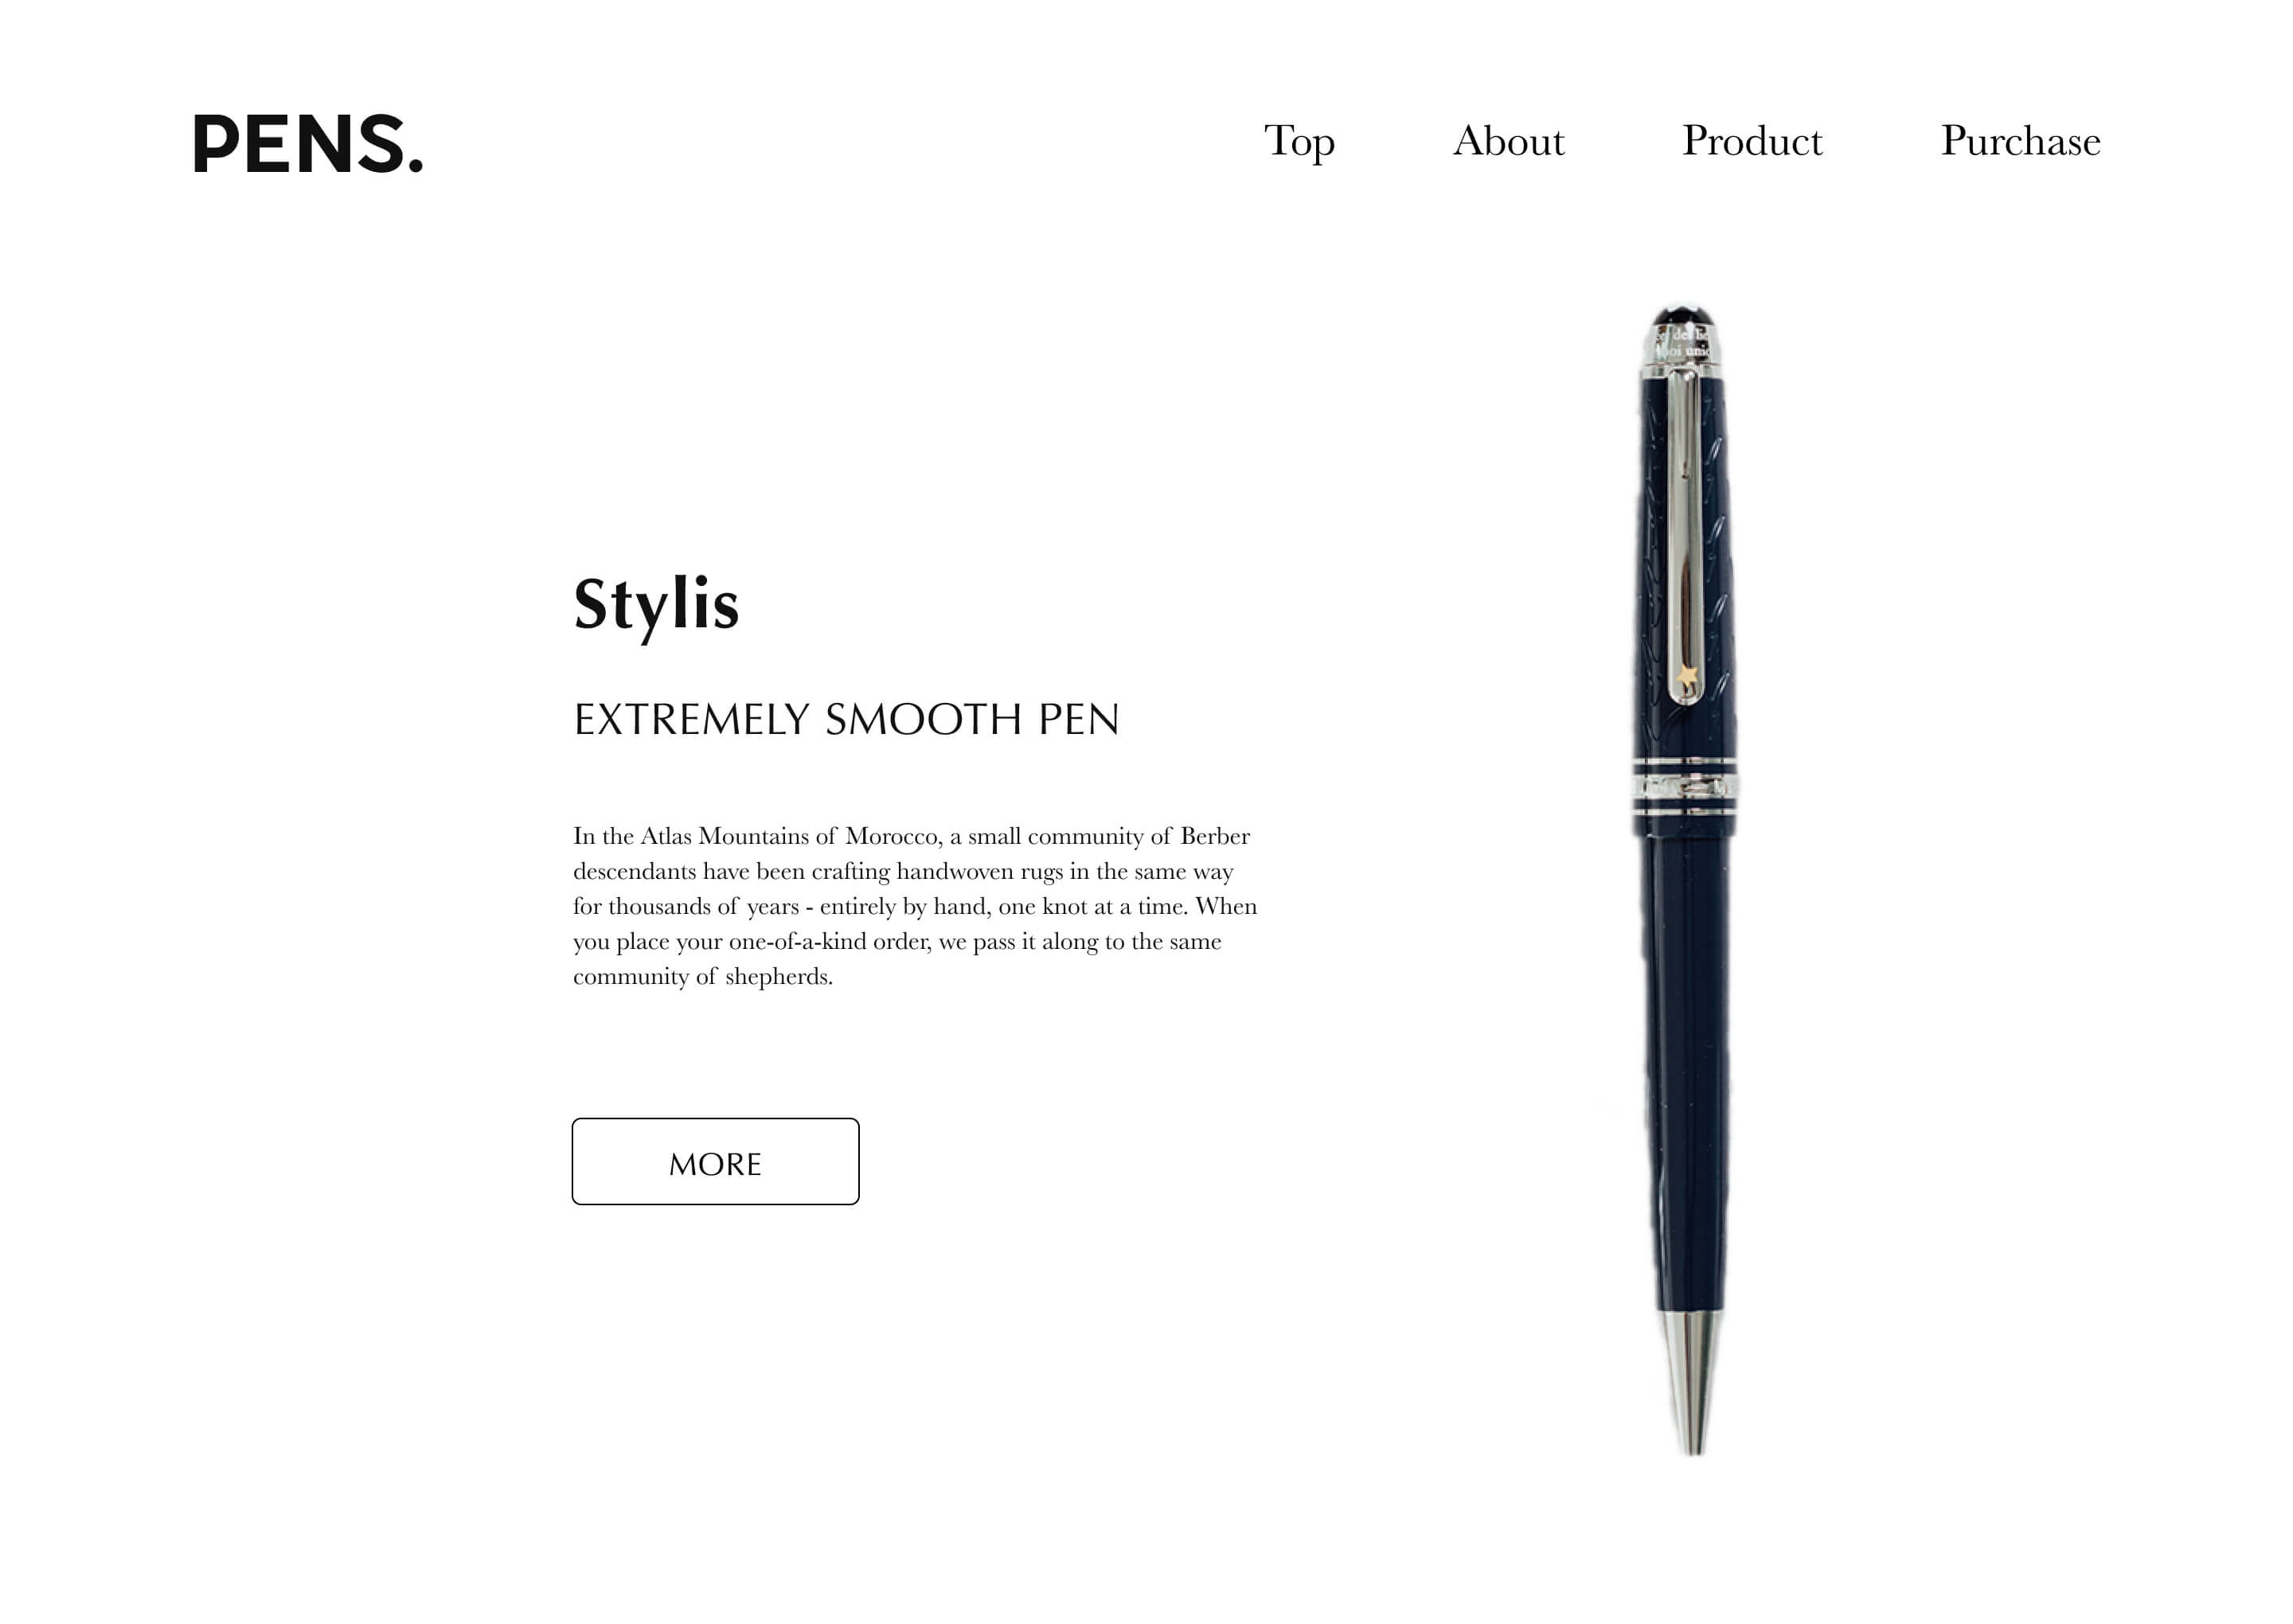 PENS.
Top About Product Purchase
Stylis
EXTREMELY SMOOTH PEN
In the Atlas Mountains of Morocco, a small community of Berber
descendants have been crafting handwoven rugs in the same way
for thousands of years - entirely by hand, one knot at a time. When
you place your one-of-a-kind order, we pass it along to the same
community of shepherds.
MORE